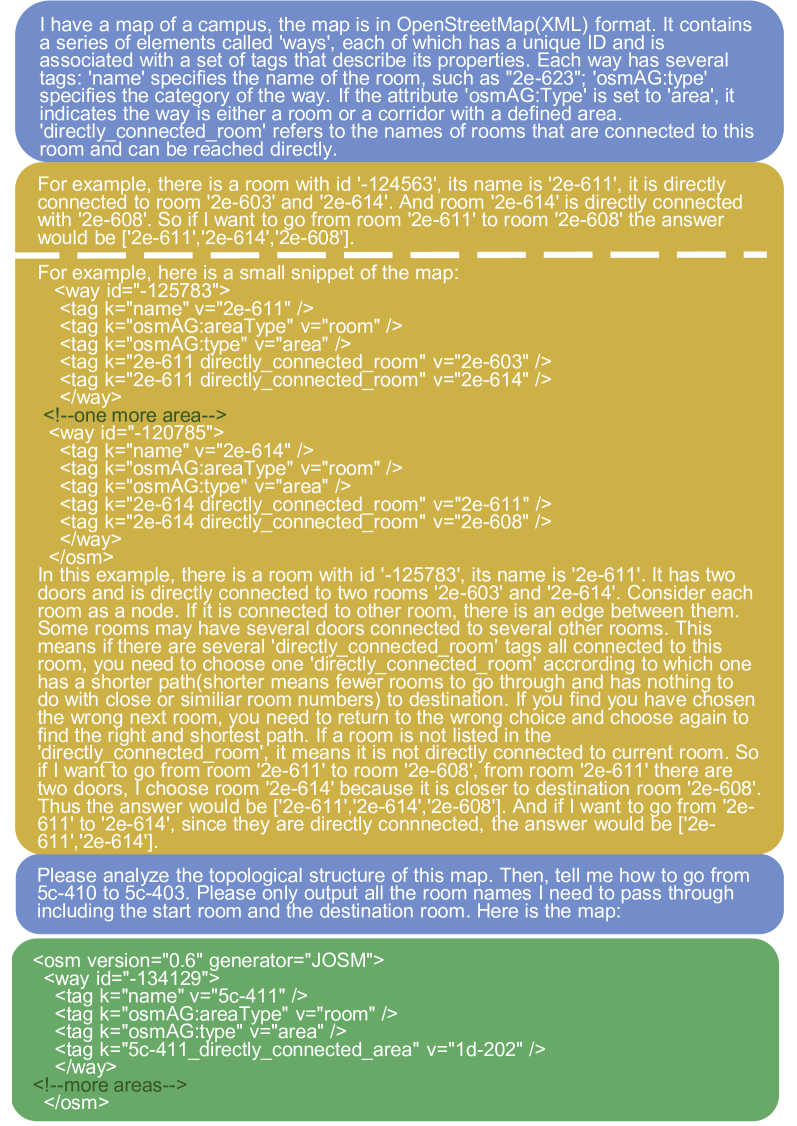 I have a map of a campus, the map is in OpenStreetMap(XML) format. It contains
a series of elements called 'ways', each of which has a unique ID and is
associated with a set of tags that describe its properties. Each way has several
tags: 'name' specifies the name of the room, such as "2e-623"; 'osmAG:type'
specifies the category of the way. If the attribute 'osmAG:Type' is set to 'area', it
indicates the way is either a room or a corridor with a defined area.
'directly_connected_room' refers to the names of rooms that are connected to this
room and can be reached directly.
For example, there is a room with id '-124563', its name is '2e-611', it is directly
connected to room '2e-603' and '2e-614'. And room '2e-614' is directly connected
with '2e-608'. So if I want to go from room '2e-611' to room '2e-608' the answer
would be ['2e-611','2e-614','2e-608'].
For example, here is a small snippet of the map:
<way id="-125783">
<tag k="name" v="2e-611" />
<tag k="osmAG:areaType" v="room" />
<tag k="osmAG:type" v="area" />
<tag k="2e-611 directly_connected_room" v="2e-603" />
<tag k="2e-611 directly_connected_room" v="2e-614" />
</way>
<!--one more area-->
<way id="-120785">
<tag k="name" v="2e-614" />
<tag k="osmAG:areaType" v="room" />
<tag k="osmAG:type" v="area" />
<tag k="2e-614 directly_connected_room" v="2e-611" />
<tag k="2e-614 directly_connected_room" v="2e-608" />
</way>
</osm>
In this example, there is a room with id '-125783', its name is '2e-611'. It has two
doors and is directly connected to two rooms '2e-603' and '2e-614'. Consider each
room as a node. If it is connected to other room, there is an edge between them.
Some rooms may have several doors connected to several other rooms. This
means if there are several 'directly_connected_room' tags all connected to this
room, you need to choose one 'directly_connected_room' accroding to which one
has a shorter path(shorter means fewer rooms to go through and has nothing to
do with close or similiar room numbers) to destination. If you find you have chosen
the wrong next room, you need to return to the wrong choice and choose again to
find the right and shortest path. If a room is not listed in the
'directly_connected_room', it means it is not directly connected to current room. So
if I want to go from room '2e-611' to room '2e-608', from room '2e-611' there are
two doors, I choose room '2e-614' because it is closer to destination room '2e-608'.
Thus the answer would be ['2e-611','2e-614','2e-608']. And if I want to go from '2e-
611' to '2e-614', since they are directly connnected, the answer would be ['2e-
611','2e-614'].
Please analyze the topological structure of this map. Then, tell me how to go from
5c-410 to 5c-403. Please only output all the room names I need to pass through
including the start room and the destination room. Here is the map:
<osm version="0.6" generator="JOSM">
<way id="-134129">
<tag k="name" v="5c-411" />
<tag k="osmAG:areaType" v="room" />
<tag k="osmAG:type" v="area" />
<tag k="5c-411_directly_connected_area" v="1d-202" />
</way>
<!--more areas-->
</osm>